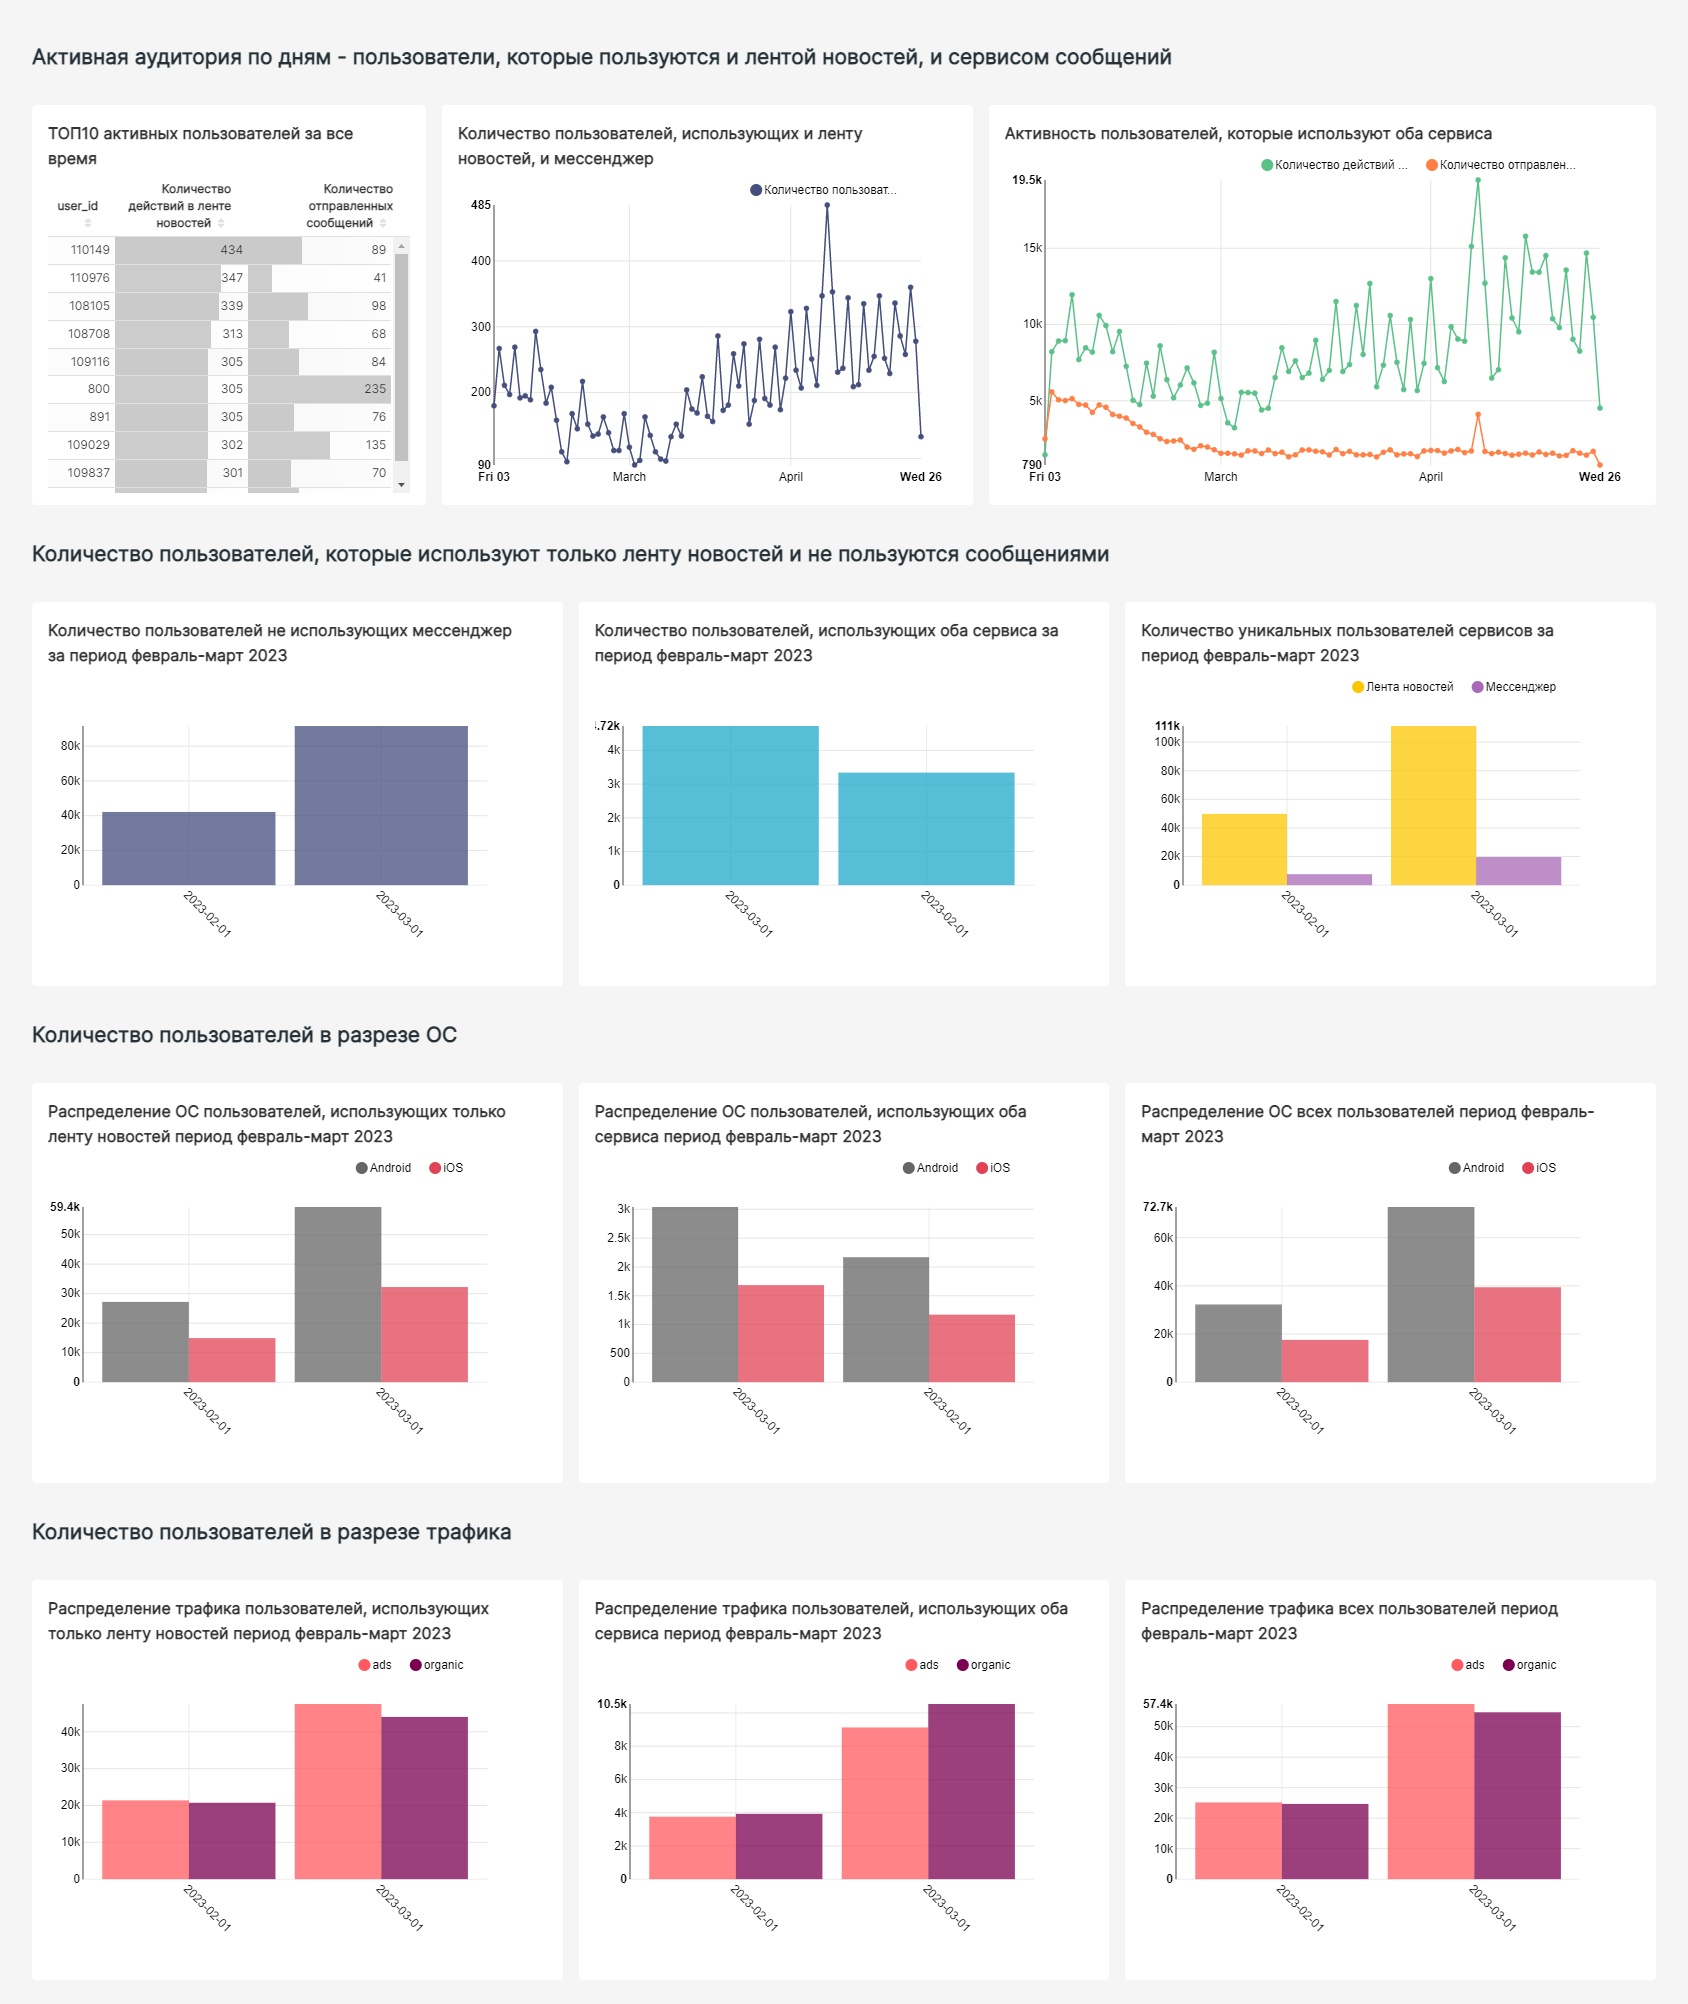 Активная аудитория по дням - пользователи, которые пользуются и лентой новостей, и сервисом сообщений
ТОП10 активных пользователей за все
время
user_id
Количество
действий в ленте
новостей
Количество
отправленных
сообщений
110149 434 89
110976 347 41
108105 339 98
108708 313 68
109116 305 84
800 305 235
891 305 76
109029 302 135
109837 301 70
Количество пользователей, использующих и ленту
новостей, и мессенджер
Количество пользоват...
485
400
300
200
90
Fri 03 March April Wed 26
Активность пользователей, которые используют оба сервиса
Количество действий ... Количество отправлен...
19.5k
15k
10k
5k
790
Fri 03 March April Wed 26
Количество пользователей, которые используют только ленту новостей и не пользуются сообщениями
Количество пользователей не использующих мессенджер
за период февраль-март 2023
80k
60k
40k
20k
0
2023-02-01 2023-03-01
Количество пользователей, использующих оба сервиса за
период февраль-март 2023
.72k
4k
3k
2k
1k
0
2023-03-01 2023-02-01
Количество уникальных пользователей сервисов за
период февраль-март 2023
Лента новостей Мессенджер
111k
100k
80k
60k
40k
20k
0
2023-02-01 2023-03-01
Количество пользователей в разрезе ОС
Распределение ОС пользователей, использующих только
ленту новостей период февраль-март 2023
Android iOS
59.4k
50k
40k
30k
20k
10k
0
2023-02-01 2023-03-01
Распределение ОС пользователей, использующих оба
сервиса период февраль-март 2023
Android iOS
3k
2.5k
2k
1.5k
1k
500
0
2023-03-01 2023-02-01
Распределение ОС всех пользователей период февраль-
март 2023
Android iOS
72.7k
60k
40k
20k
0
2023-02-01 2023-03-01
Количество пользователей в разрезе трафика
Распределение трафика пользователей, использующих
только ленту новостей период февраль-март 2023
ads organic
40k
30k
20k
10k
0
2023-02-01 2023-03-01
Распределение трафика пользователей, использующих оба
сервиса период февраль-март 2023
ads organic
10.5k
8k
6k
4k
2k
0
2023-02-01 2023-03-01
Распределение трафика всех пользователей период
февраль-март 2023
ads organic
57.4k
50k
40k
30k
20k
10k
0
2023-02-01 2023-03-01